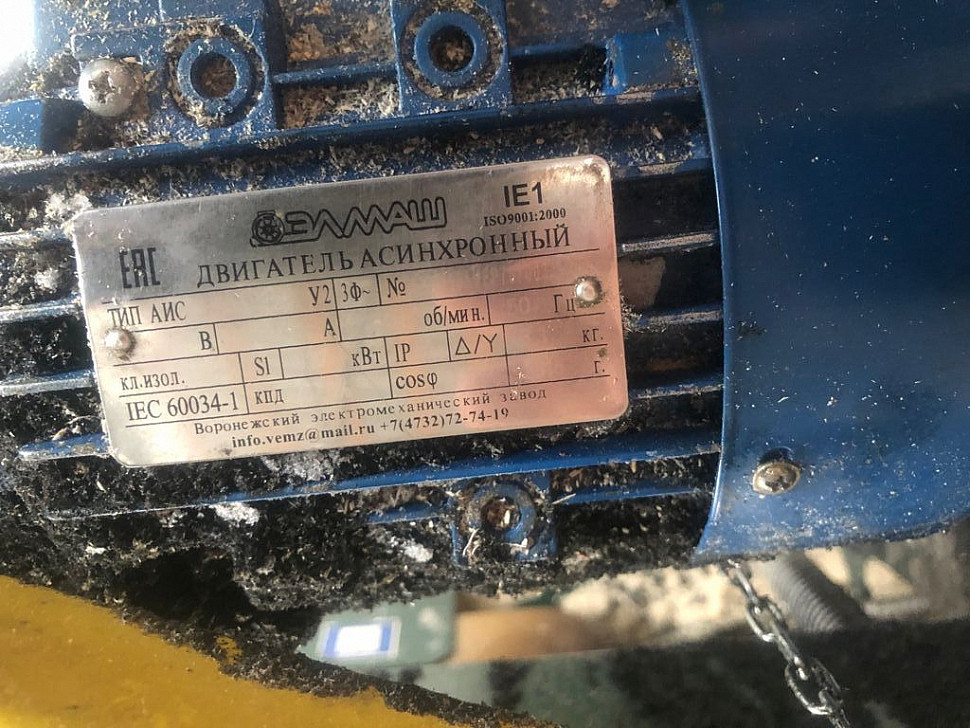 ЭЛМАШ IE1
ISO9001:2000
EAC ДВИГАТЕЛЬ АСИНХРОННЫЙ
ТИП АИС У2 3Ф~ №
В А об/мин. Гц
кл.изол. S1 кВт IP Δ/Y кг.
IEC 60034-1 кпд cosφ г.
Воронежский электромеханический завод
info.vemz@mail.ru +7(4732)72-74-19